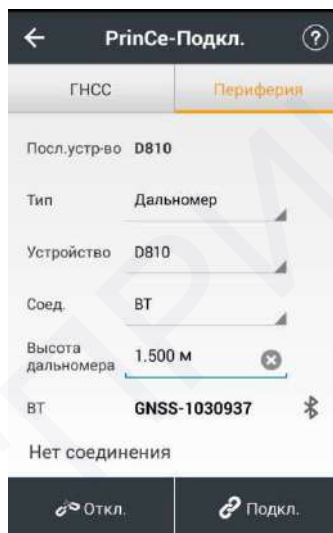 PrinCe-Подкл.
ГНСС Периферия
Посл.устр-во D810
Тип Дальномер
Устройство D810
Соед. BT
Высота
дальномера 1.500 м
BT GNSS-1030937
Нет соединения
Откл. Подкл.